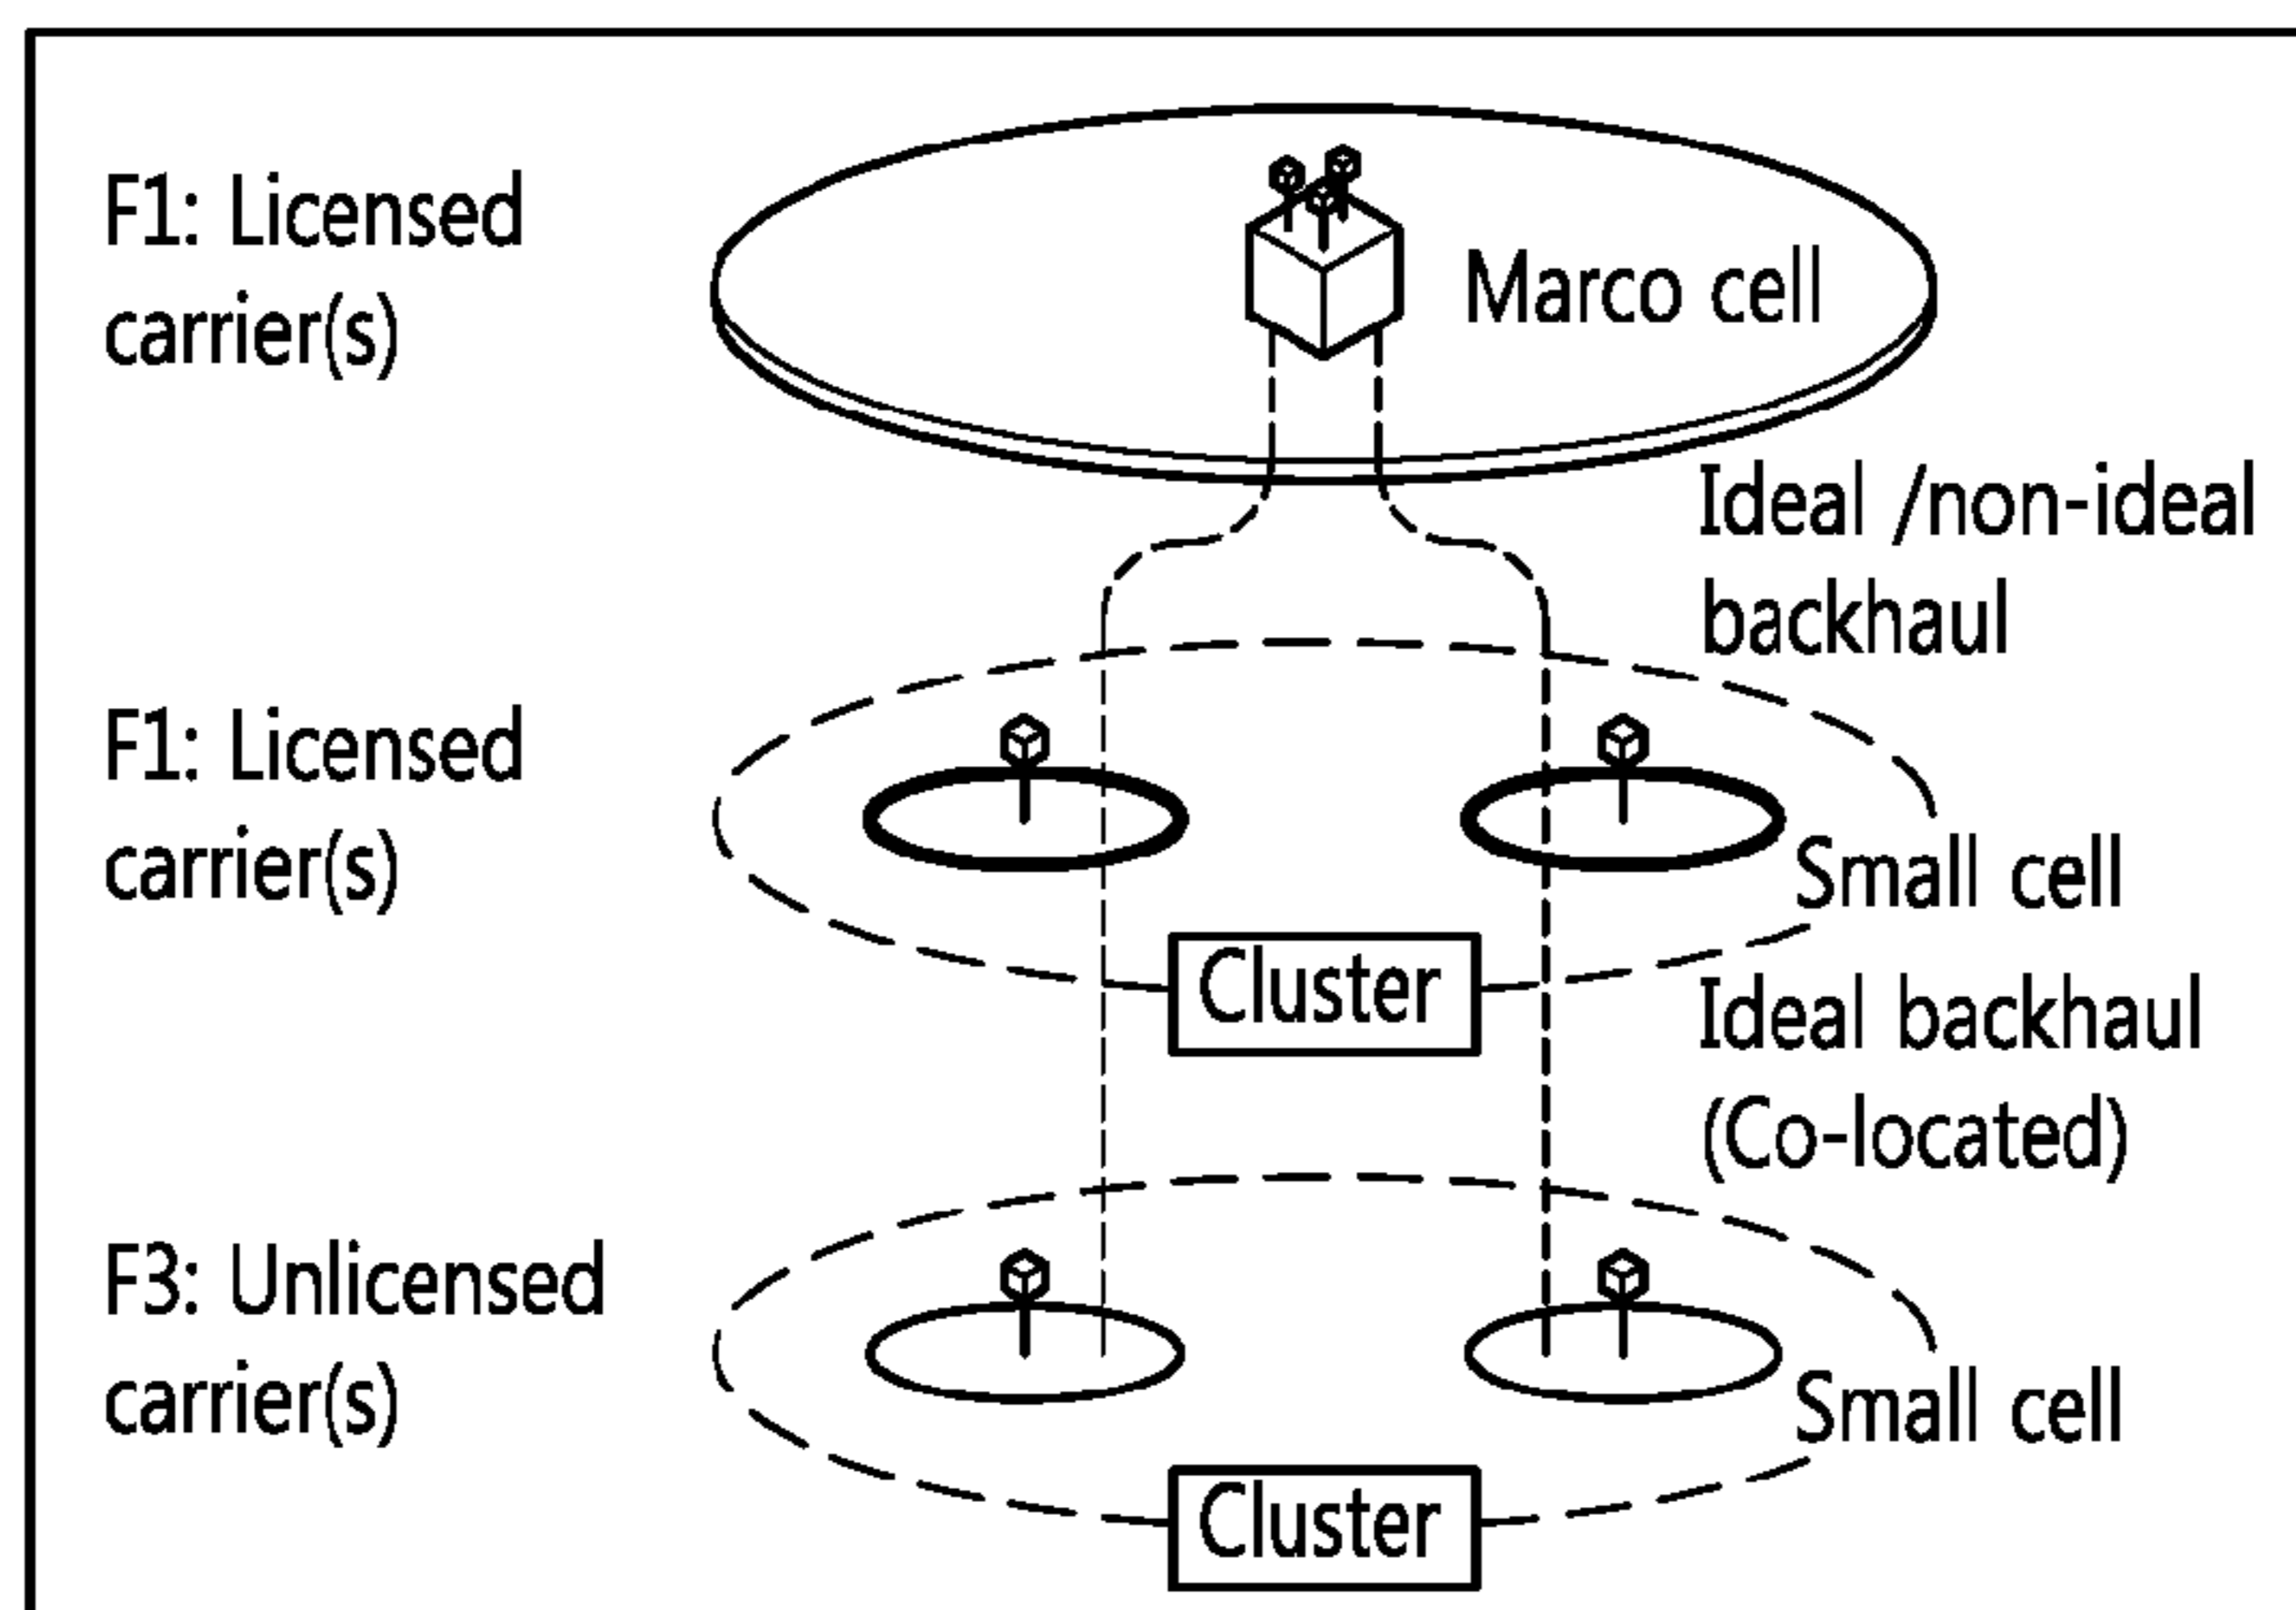 F1: Licensed
carrier(s)
Marco cell
Ideal /non-ideal
backhaul
F1: Licensed
carrier(s)
Small cell
Cluster
Ideal backhaul
(Co-located)
F3: Unlicensed
carrier(s)
Small cell
Cluster